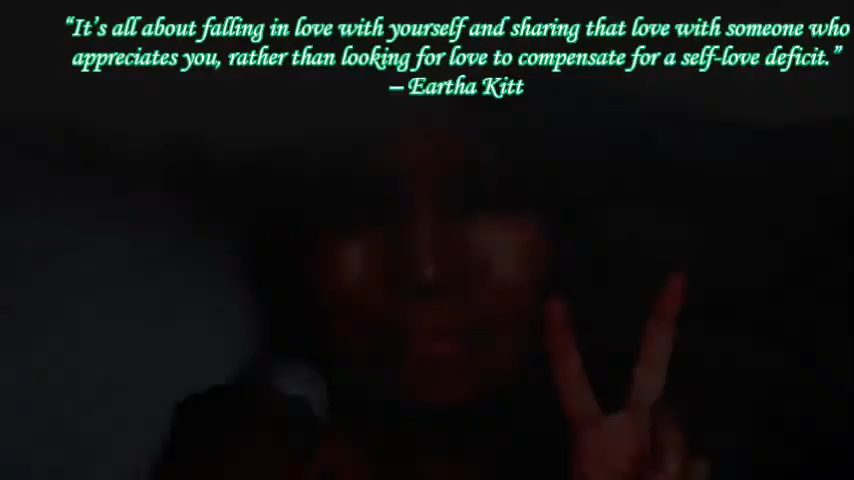 “It’s all about falling in love with yourself and sharing that love with someone who
appreciates you, rather than looking for love to compensate for a self-love deficit.”
– Eartha Kitt